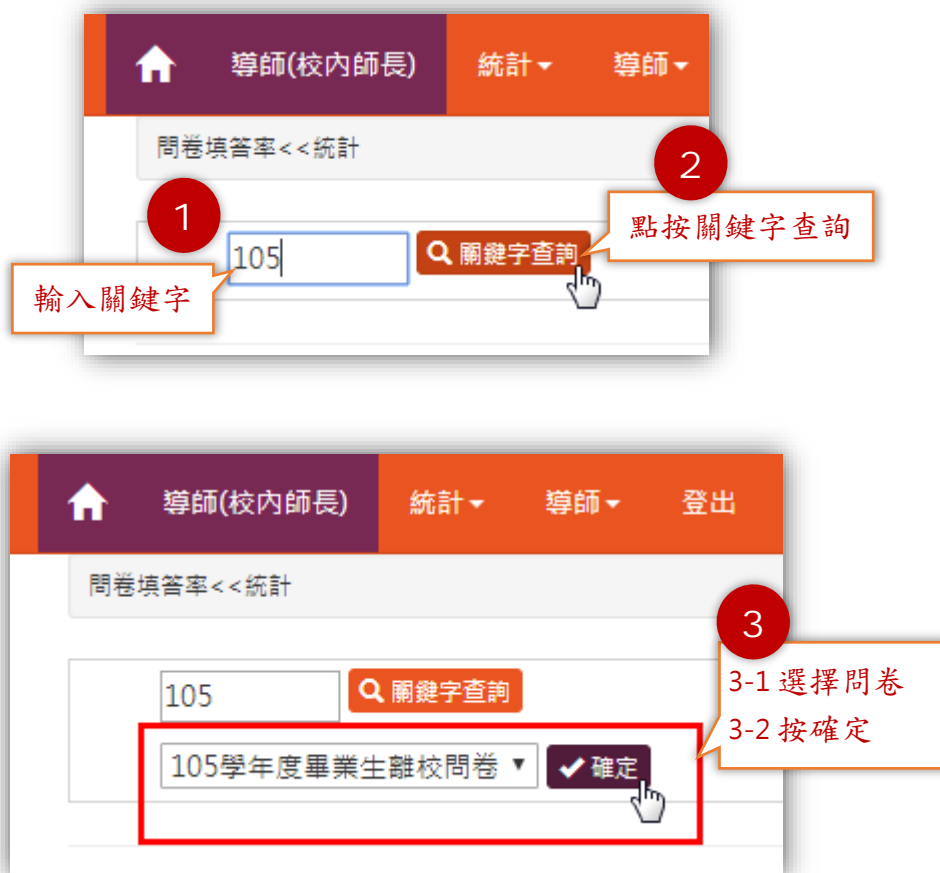 導師(校內師長) 統計 導師
問卷填答率<<統計
2
點按關鍵字查詢
1
105 關鍵字查詢
輸入關鍵字
導師(校內師長) 統計 導師 登出
問卷填答率<<統計
3
3-1 選擇問卷
3-2 按確定
105 關鍵字查詢
105學年度畢業生離校問卷 確定